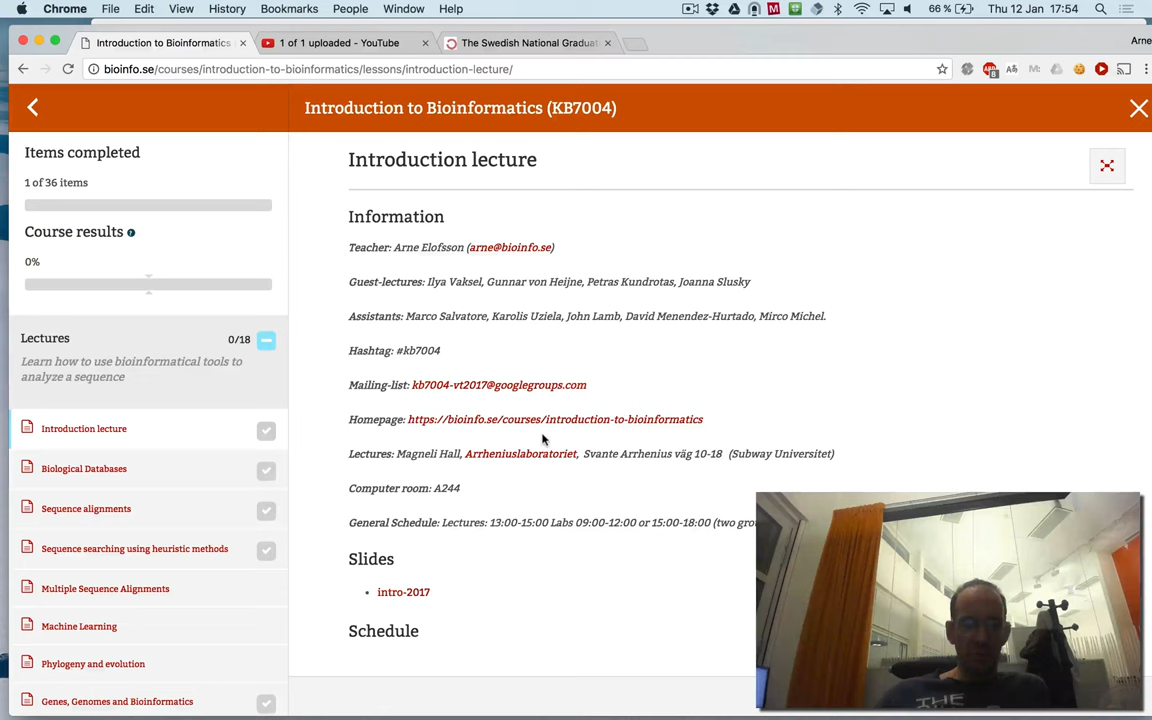 Chrome File Edit View History Bookmarks People Window Help 66 % Thu 12 Jan 17:54
Introduction to Bioinformatics 1 of 1 uploaded - YouTube The Swedish National Graduat Arne
bioinfo.se/courses/introduction-to-bioinformatics/lessons/introduction-lecture/
Introduction to Bioinformatics (KB7004)
Items completed
1 of 36 items
Course results
0%
Lectures 0/18
Learn how to use bioinformatical tools to
analyze a sequence
Introduction lecture
Biological Databases
Sequence alignments
Sequence searching using heuristic methods
Multiple Sequence Alignments
Machine Learning
Phylogeny and evolution
Genes, Genomes and Bioinformatics
Introduction lecture
Information
Teacher: Arne Elofsson (arne@bioinfo.se)
Guest-lectures: Ilya Vaksel, Gunnar von Heijne, Petras Kundrotas, Joanna Slusky
Assistants: Marco Salvatore, Karolis Uziela, John Lamb, David Menendez-Hurtado, Mirco Michel.
Hashtag: #kb7004
Mailing-list: kb7004-vt2017@googlegroups.com
Homepage: https://bioinfo.se/courses/introduction-to-bioinformatics
Lectures: Magneli Hall, Arrheniuslaboratoriet, Svante Arrhenius väg 10-18 (Subway Universitet)
Computer room: A244
General Schedule: Lectures: 13:00-15:00 Labs 09:00-12:00 or 15:00-18:00 (two gro
Slides
• intro-2017
Schedule
THE